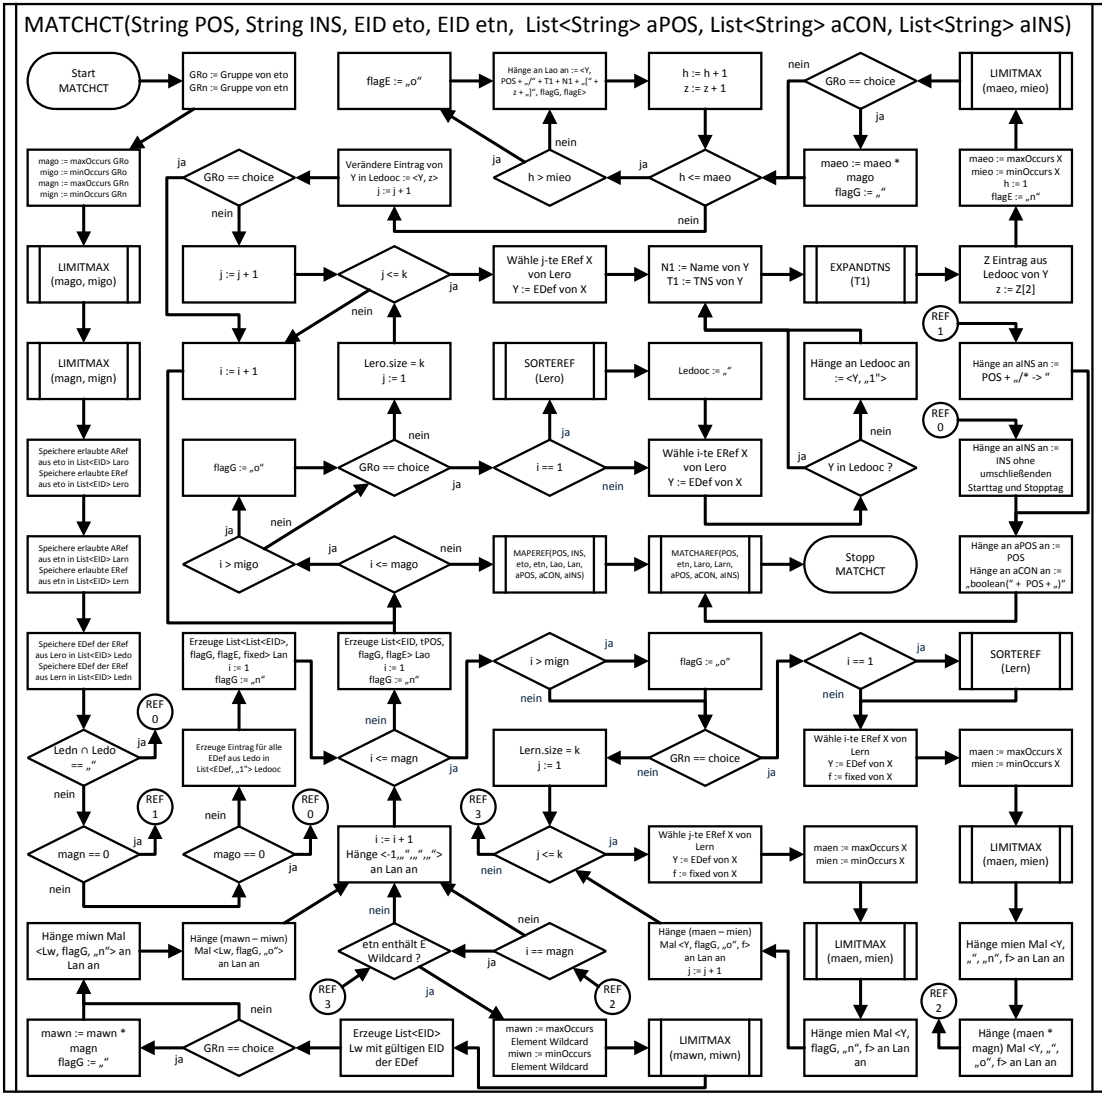 MATCHCT(String POS, String INS, EID eto, EID etn, List<String> aPOS, List<String> aCON, List<String> aINS)
Start
MATCHCT
GRo := Gruppe von eto
GRn := Gruppe von etn
flagE := „o“
Hänge an Lao an := <Y,
POS + „/“ + T1 + N1 + „[“ +
z + „]“, flagG, flagE>
h := h + 1
z := z + 1
nein
GRo == choice
ja
LIMITMAX
(maeo, mieo)
mago := maxOccurs GRo
migo := minOccurs GRo
magn := maxOccurs GRn
mign := minOccurs GRn
ja
GRo == choice
nein
Verändere Eintrag von
Y in Ledooc := <Y, z>
j := j + 1
ja
nein
h > mieo
ja
h <= maeo
nein
maeo := maeo *
mago
flagG := „“
maeo := maxOccurs X
mieo := minOccurs X
h := 1
flagE := „n“
LIMITMAX
(mago, migo)
j := j + 1
j <= k
ja
nein
Wähle j-te ERef X
von Lero
Y := EDef von X
N1 := Name von Y
T1 := TNS von Y
EXPANDTNS
(T1)
Z Eintrag aus
Ledooc von Y
z := Z[2]
REF
1
LIMITMAX
(magn, mign)
i := i + 1
Lero.size = k
j := 1
SORTEREF
(Lero)
Ledooc := „“
Hänge an Ledooc an
:= <Y, „1“>
Hänge an aINS an :=
POS + „/* -> “
REF
0
Speichere erlaubte ARef
aus eto in List<EID> Laro
Speichere erlaubte ERef
aus eto in List<EID> Lero
flagG := „o“
nein
GRo == choice
ja
ja
i == 1
nein
Wähle i-te ERef X
von Lero
Y := EDef von X
nein
ja
Y in Ledooc ?
Hänge an aINS an :=
INS ohne
umschließenden
Starttag und Stopptag
Speichere erlaubte ARef
aus etn in List<EID> Larn
Speichere erlaubte ERef
aus etn in List<EID> Lern
ja
nein
i > migo
ja
i <= mago
nein
MAPEREF(POS, INS,
eto, etn, Lao, Lan,
aPOS, aCON, aINS)
MATCHAREF(POS,
etn, Laro, Larn,
aPOS, aCON, aINS)
Stopp
MATCHCT
Hänge an aPOS an :=
POS
Hänge an aCON an :=
„boolean(“ + POS + „)“
Speichere EDef der ERef
aus Lero in List<EID> Ledo
Speichere EDef der ERef
aus Lern in List<EID> Ledn
Erzeuge List<List<EID>,
flagG, flagE, fixed> Lan
i := 1
flagG := „n“
Erzeuge List<EID, tPOS,
flagG, flagE> Lao
i := 1
flagG := „n“
i > mign
ja
nein
flagG := „o“
i == 1
ja
nein
SORTEREF
(Lern)
REF
0
Ledn ∩ Ledo
== „“
ja
nein
Erzeuge Eintrag für alle
EDef aus Ledo in
List<EDef, „1“> Ledooc
nein
i <= magn
ja
Lern.size = k
j := 1
nein
GRn == choice
ja
Wähle i-te ERef X von
Lern
Y := EDef von X
f := fixed von X
maen := maxOccurs X
mien := minOccurs X
REF
1
magn == 0
ja
nein
REF
0
nein
mago == 0
ja
i := i + 1
Hänge <-1,„“,„“,„“>
an Lan an
REF
3
j <= k
ja
nein
Wähle j-te ERef X von
Lern
Y := EDef von X
f := fixed von X
maen := maxOccurs X
mien := minOccurs X
LIMITMAX
(maen, mien)
Hänge miwn Mal
<Lw, flagG, „n“> an
Lan an
Hänge (mawn – miwn)
Mal <Lw, flagG, „o“>
an Lan an
nein
etn enthält E
Wildcard ?
ja
nein
i == magn
ja
Hänge (maen – mien)
Mal <Y, flagG, „o“, f>
an Lan an
j := j + 1
LIMITMAX
(maen, mien)
Hänge mien Mal <Y,
„“, „n“, f> an Lan an
REF
3
REF
2
REF
2
mawn := mawn *
magn
flagG := „“
nein
GRn == choice
ja
Erzeuge List<EID>
Lw mit gültigen EID
der EDef
mawn := maxOccurs
Element Wildcard
miwn := minOccurs
Element Wildcard
LIMITMAX
(mawn, miwn)
Hänge mien Mal <Y,
flagG, „n“, f> an Lan
an
Hänge (maen *
magn) Mal <Y, „“,
„o“, f> an Lan an